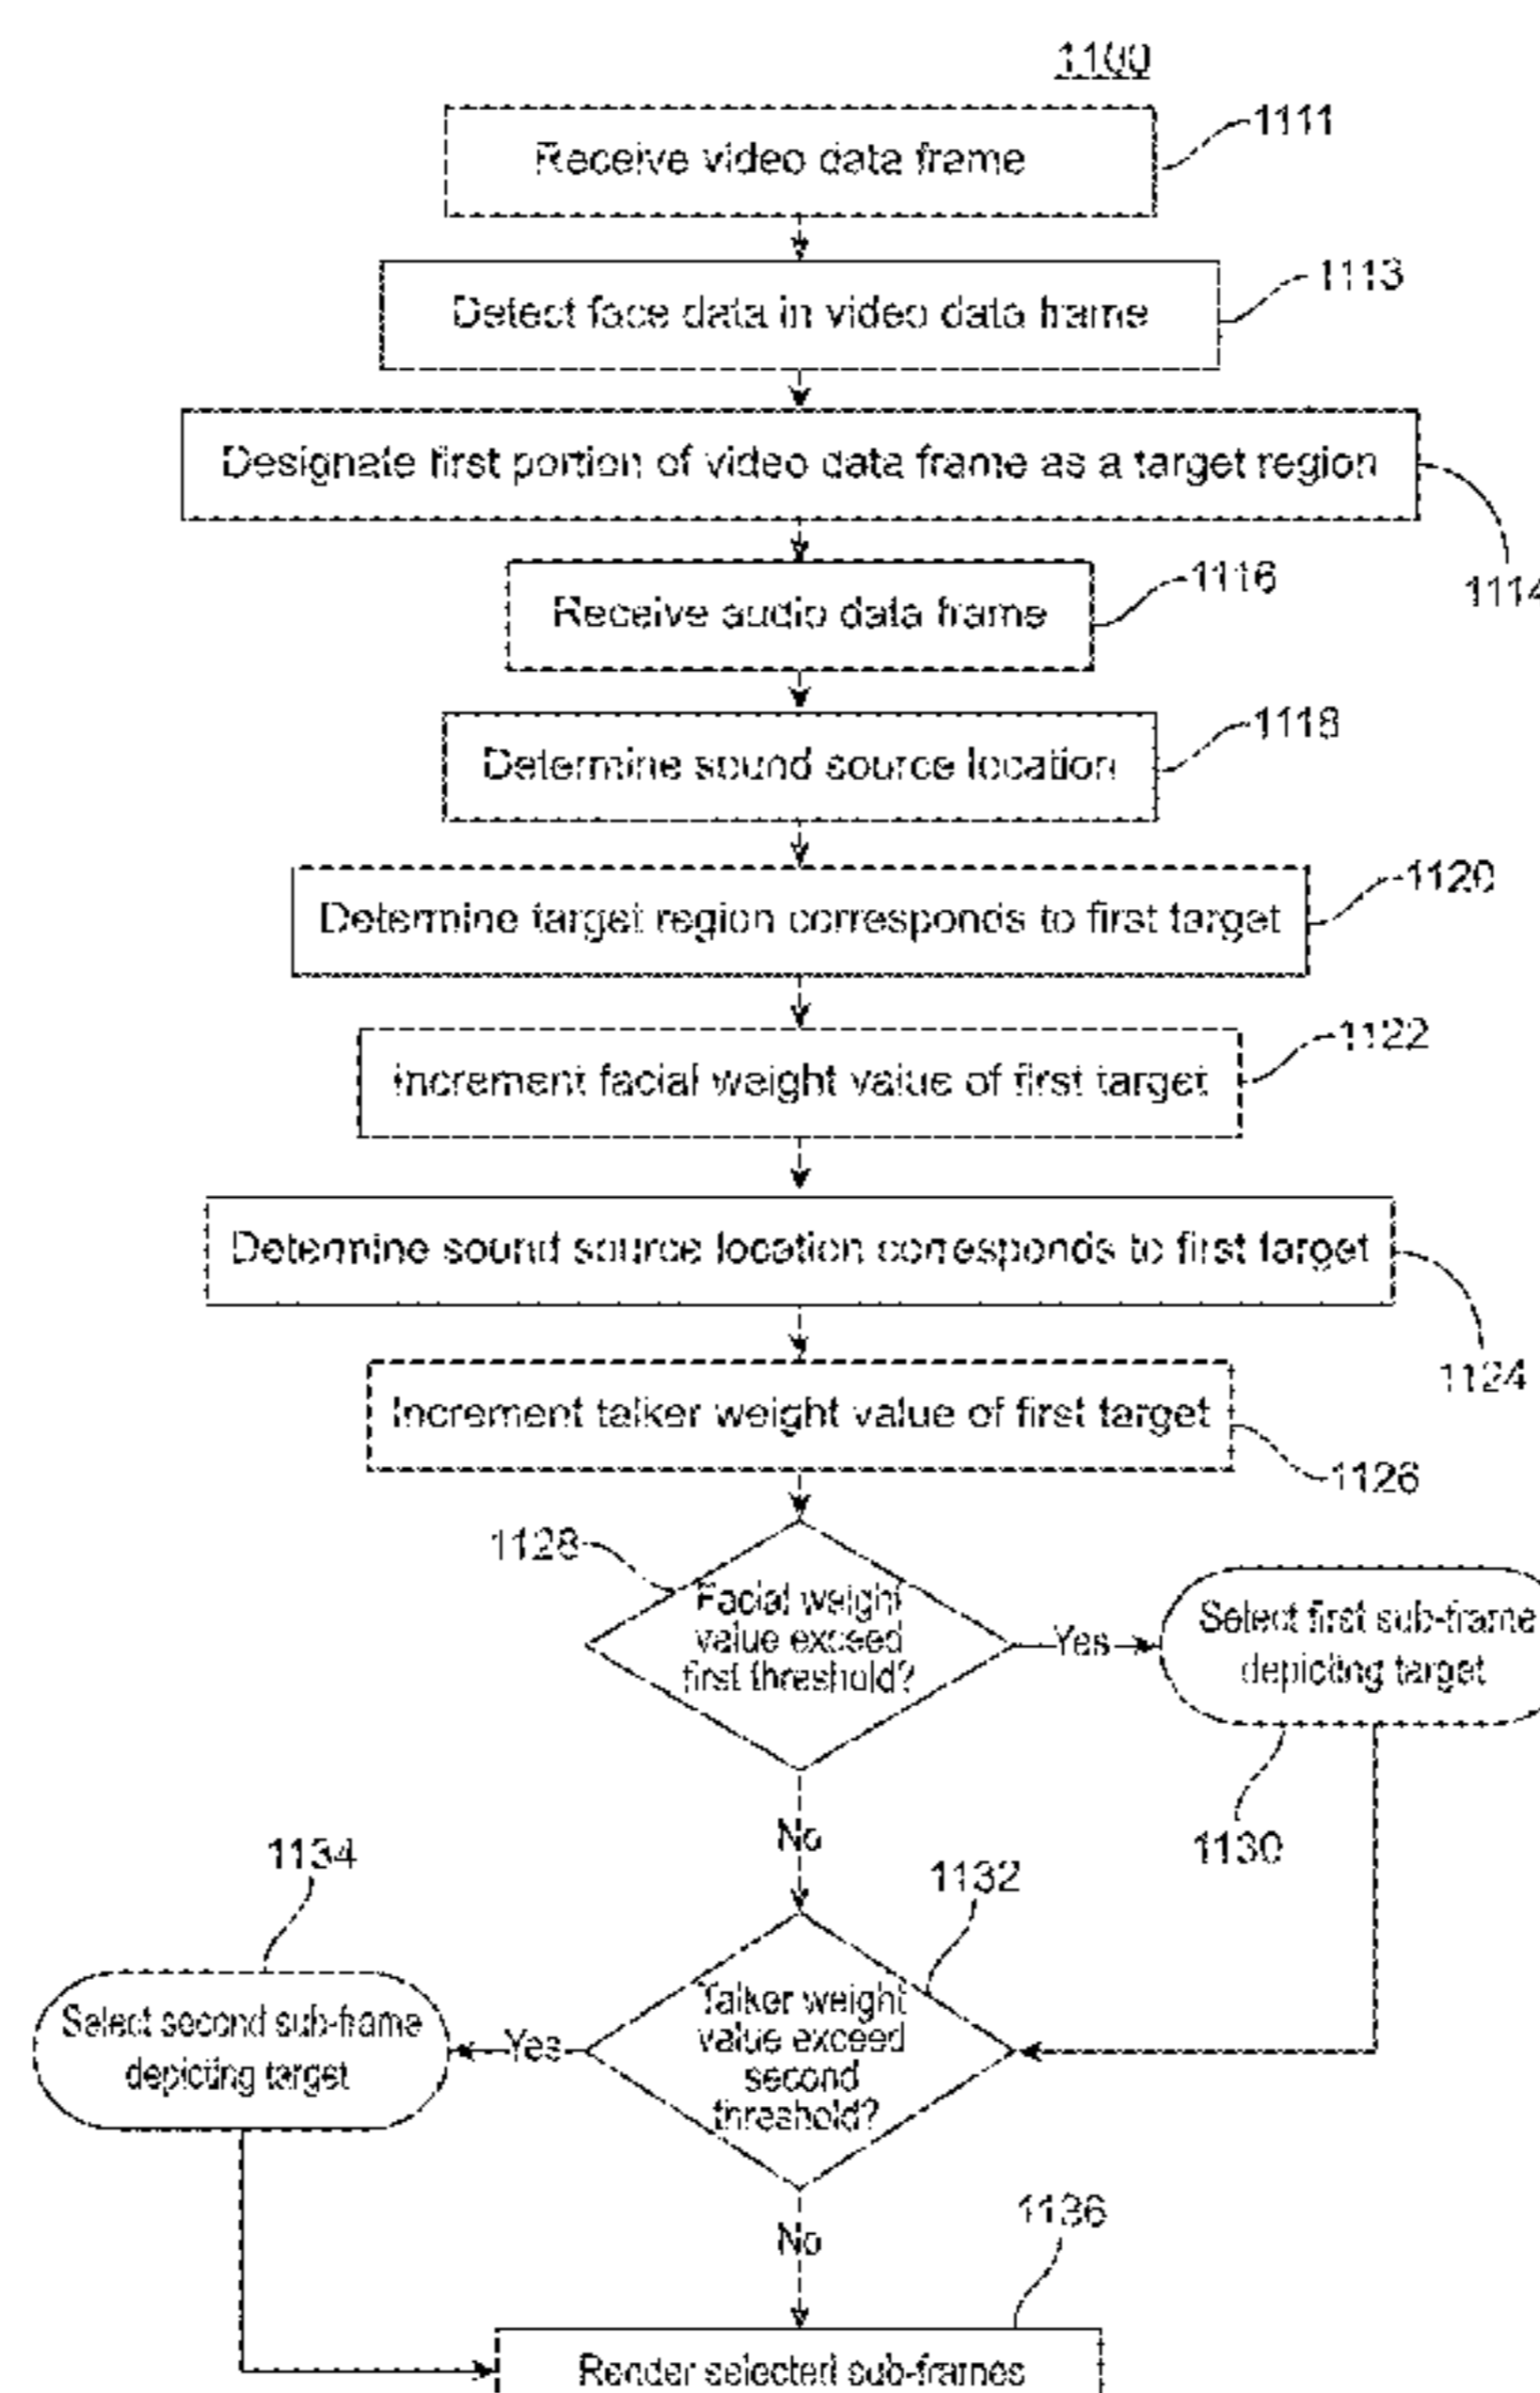 1100
Receive video data frame
1111
Detect face data in video data frame
1113
Designate first portion of video data frame as a target region
1114
Receive audio data frame
1116
Determine sound source location
1118
Determine target region corresponds to first target
1120
Increment facial weight value of first target
1122
Determine sound source location corresponds to first target
1124
Increment talker weight value of first target
1126
1128
Facial weight
value exceed
first threshold?
Yes
Select first sub-frame
depicting target
1130
No
1132
Talker weight
value exceed
second
threshold?
Yes
1134
Select second sub-frame
depicting target
No
1136
Render selected sub-frames